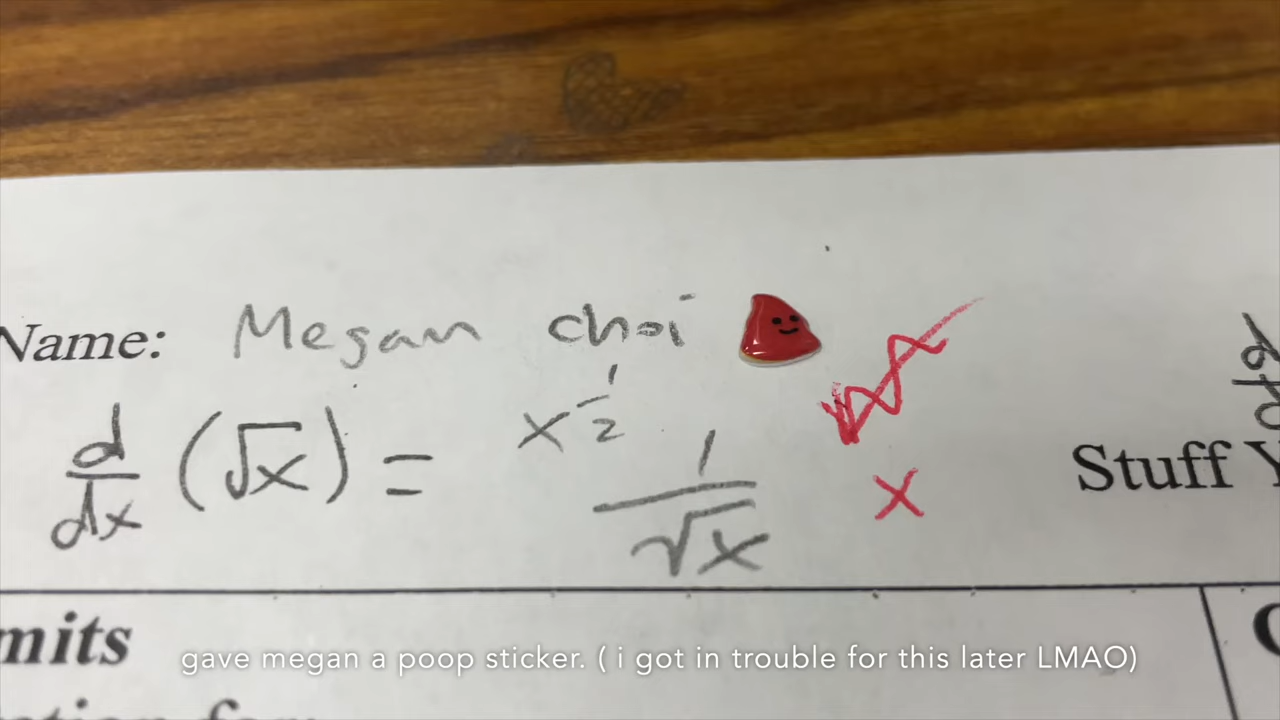 Name: Megan choi
d/dx (√x) = x^1/2
1/√x
x
Stuff
mits
gave megan a poop sticker. ( i got in trouble for this later LMAO)